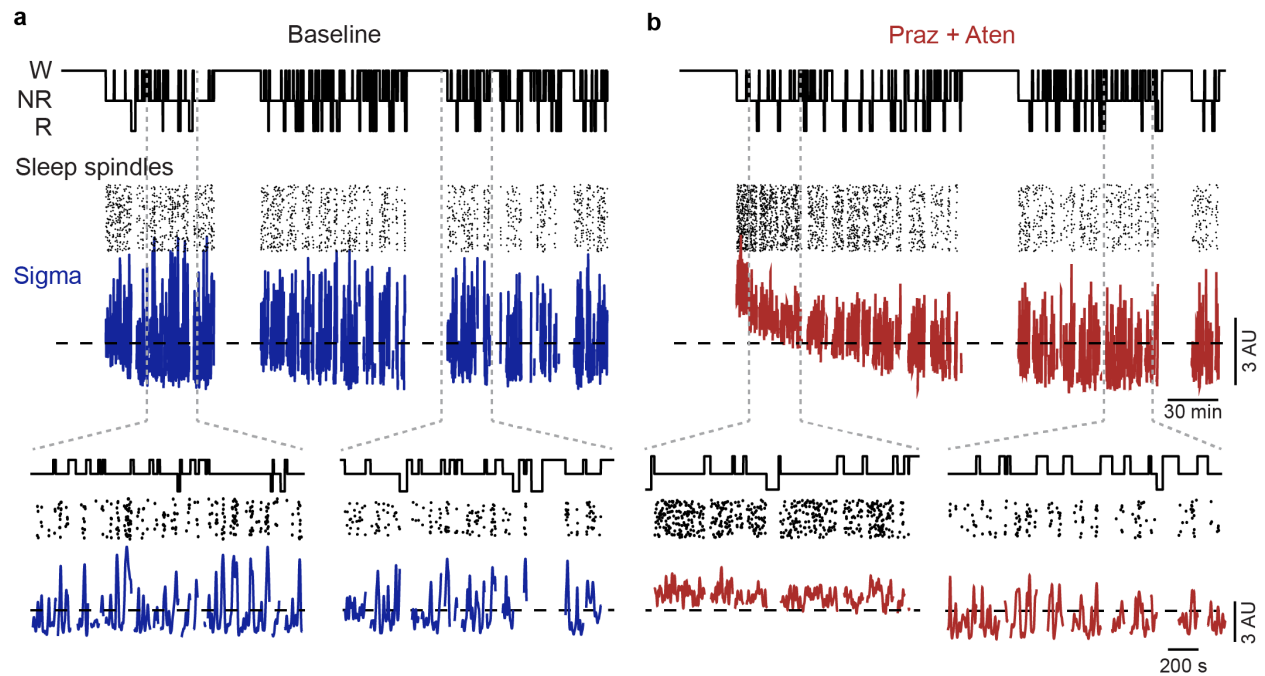 a
b
Baseline
Praz + Aten
W
NR
R
Sleep spindles
Sigma
3 AU
30 min
3 AU
200 s